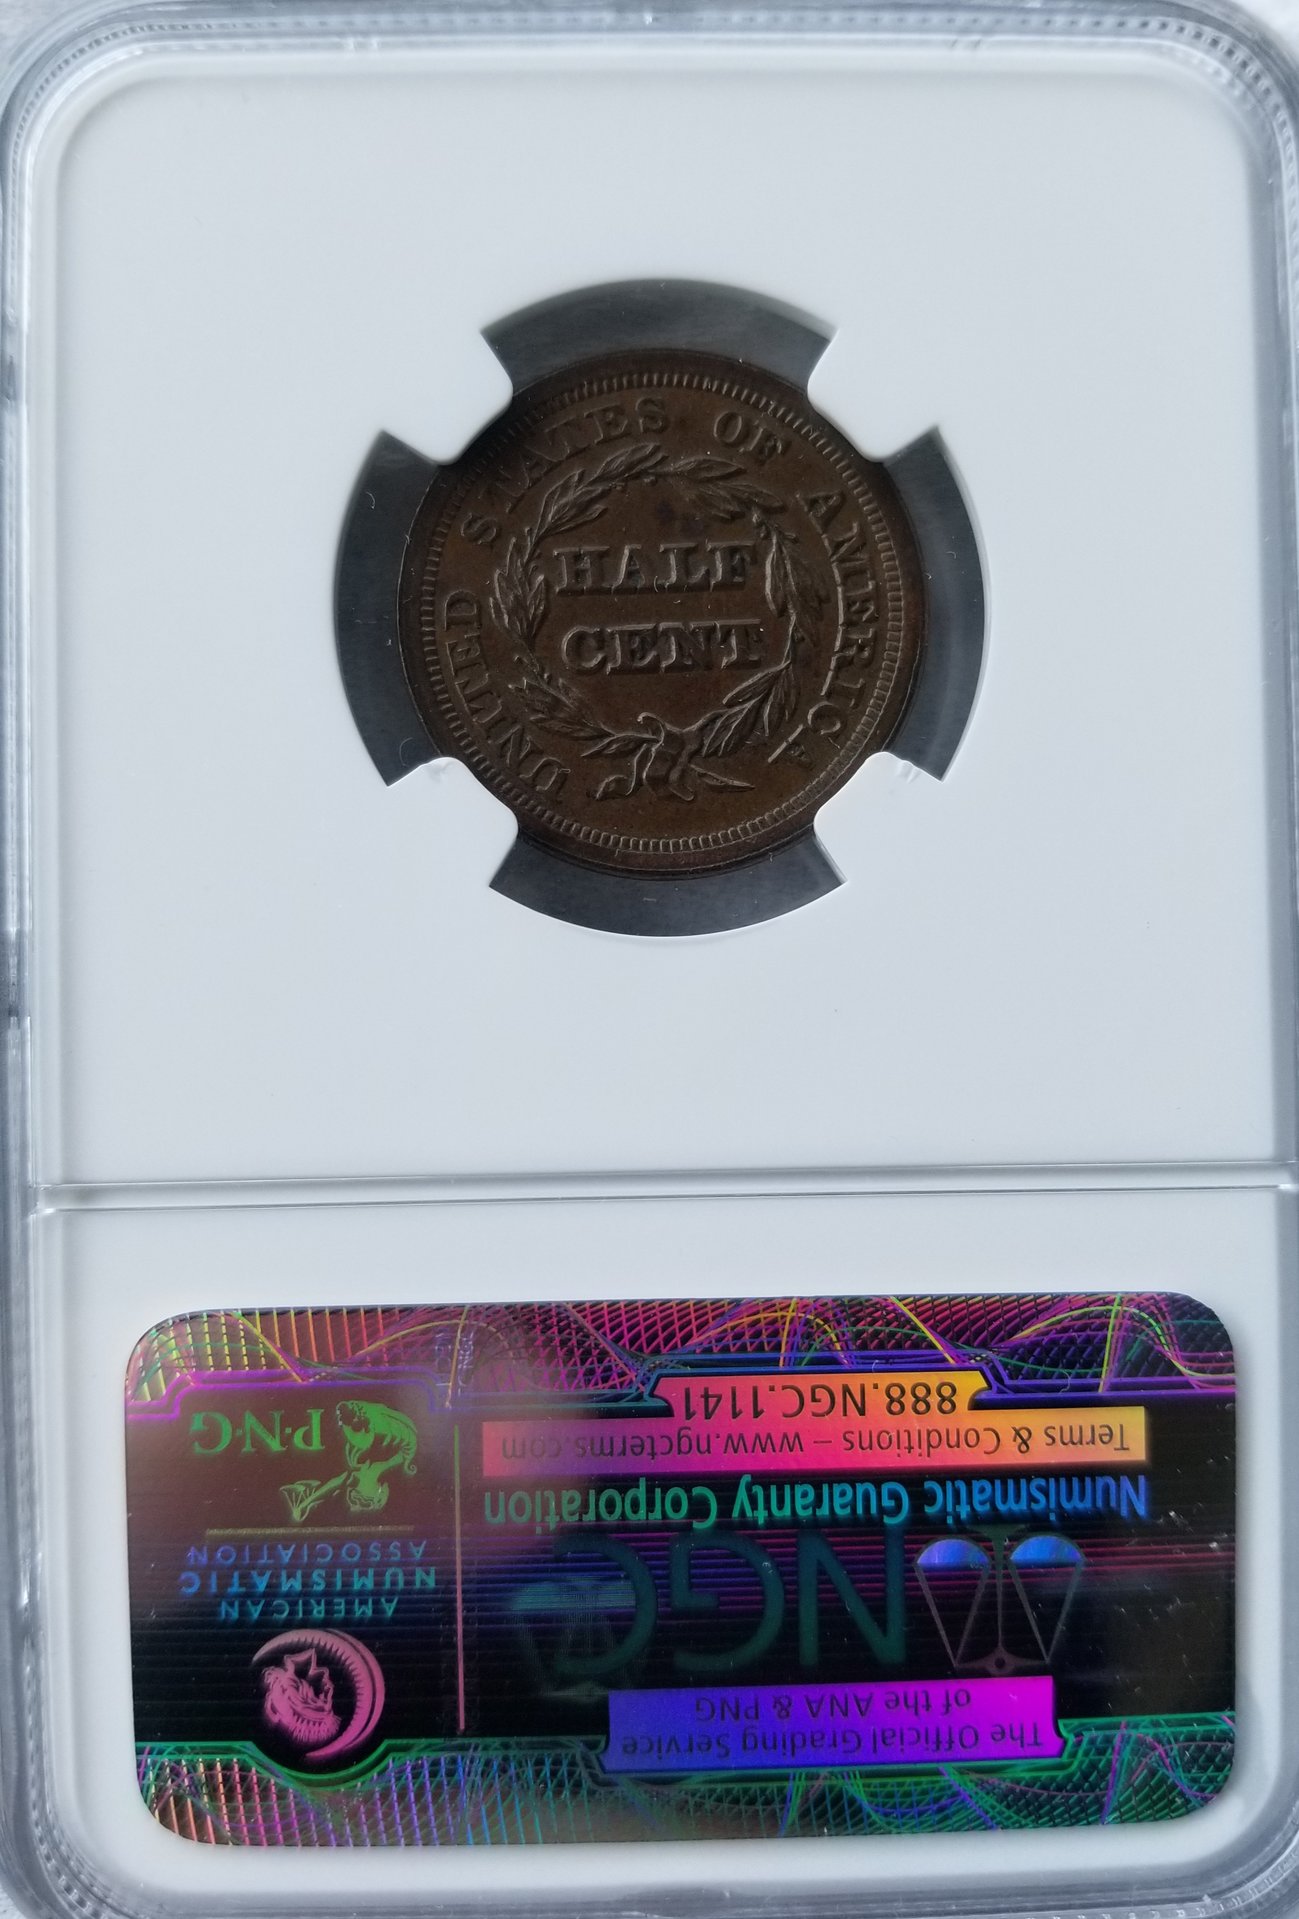 UNITED STATES OF AMERICA
HALF
CENT
The Official Grading Service
of the ANA & PNG
NGC
Numismatic Guaranty Corporation
Terms & Conditions – www.ngcterms.com
888.NGC.1141
AMERICAN
NUMISMATIC
ASSOCIATION
P·N·G